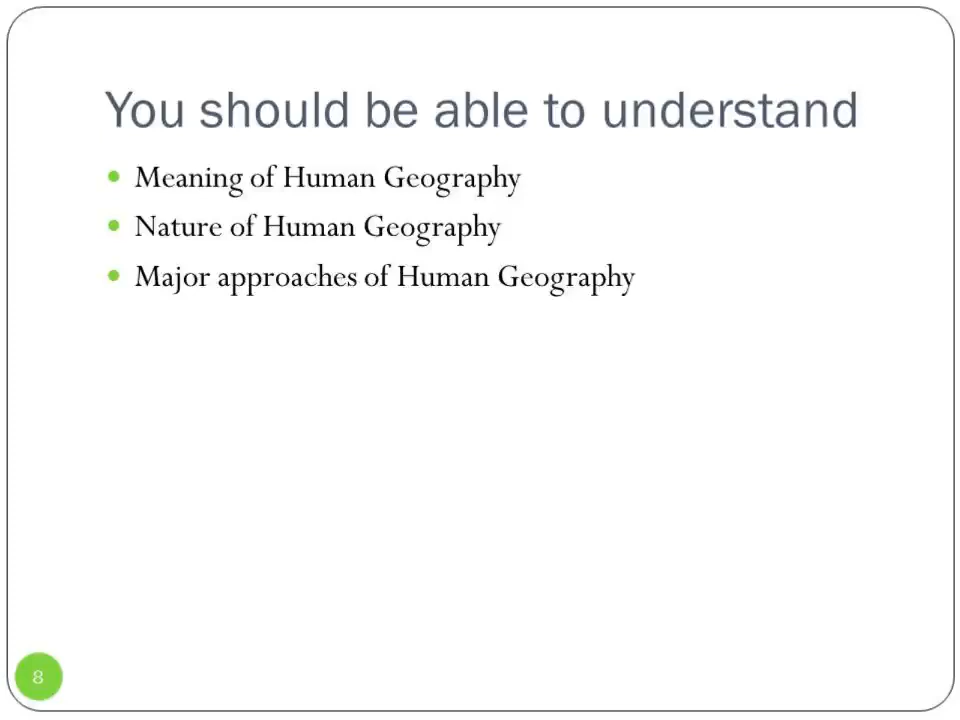 You should be able to understand
Meaning of Human Geography
Nature of Human Geography
Major approaches of Human Geography
8